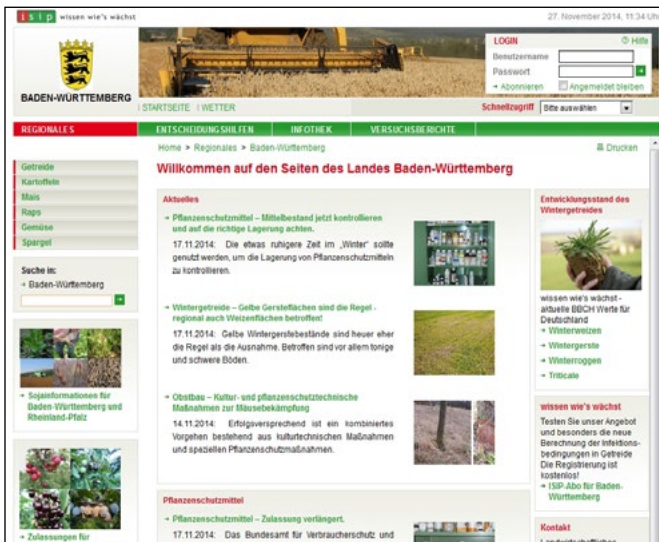 isip wissen wie's wächst
27. November 2014, 11:34 Uhr
LOGIN Hilfe
Benutzername
Passwort
Abonnieren Angemeldet bleiben
BADEN-WÜRTTEMBERG
| STARTSEITE | WETTER
Schnellzugriff Bitte auswählen
REGIONALES ENTSCHEIDUNGSHILFEN INFOTHEK VERSUCHSBERICHTE
Home > Regionales > Baden-Württemberg
Drucken
Getreide
Kartoffeln
Mais
Raps
Gemüse
Spargel
Suche in:
Baden-Württemberg
Sojainformationen für
Baden-Württemberg und
Rheinland-Pfalz
Zulassungen für
Willkommen auf den Seiten des Landes Baden-Württemberg
Aktuelles
Pflanzenschutzmittel – Mittelbestand jetzt kontrollieren
und auf die richtige Lagerung achten.
17.11.2014: Die etwas ruhigere Zeit im „Winter“ sollte
genutzt werden, um die Lagerung von Pflanzenschutzmitteln
zu kontrollieren.
Wintergetreide – Gelbe Gersteflächen sind die Regel -
regional auch Weizenflächen betroffen!
17.11.2014: Gelbe Wintergerstebestände sind heuer eher
die Regel als die Ausnahme. Betroffen sind vor allem tonige
und schwere Böden.
Obstbau – Kultur- und pflanzenschutztechnische
Maßnahmen zur Mäusebekämpfung
14.11.2014: Erfolgsversprechend ist ein kombiniertes
Vorgehen bestehend aus kulturtechnischen Maßnahmen
und speziellen Pflanzenschutzmaßnahmen.
Pflanzenschutzmittel
Pflanzenschutzmittel – Zulassung verlängert.
17.11.2014: Das Bundesamt für Verbraucherschutz und
Entwicklungsstand des
Wintergetreides
wissen wie's wächst -
aktuelle BBCH Werte für
Deutschland
Winterweizen
Wintergerste
Winterroggen
Triticale
wissen wie's wächst
Testen Sie unser Angebot
und besonders die neue
Berechnung der Infektions-
bedingungen in Getreide
Die Registrierung ist
kostenlos!
ISIP-Abo für Baden-
Württemberg
Kontakt
Landwirtschaftliches